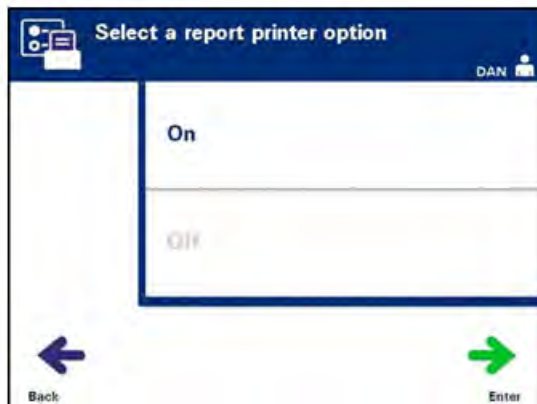 Select a report printer option
DAN
On
Off
Back
Enter